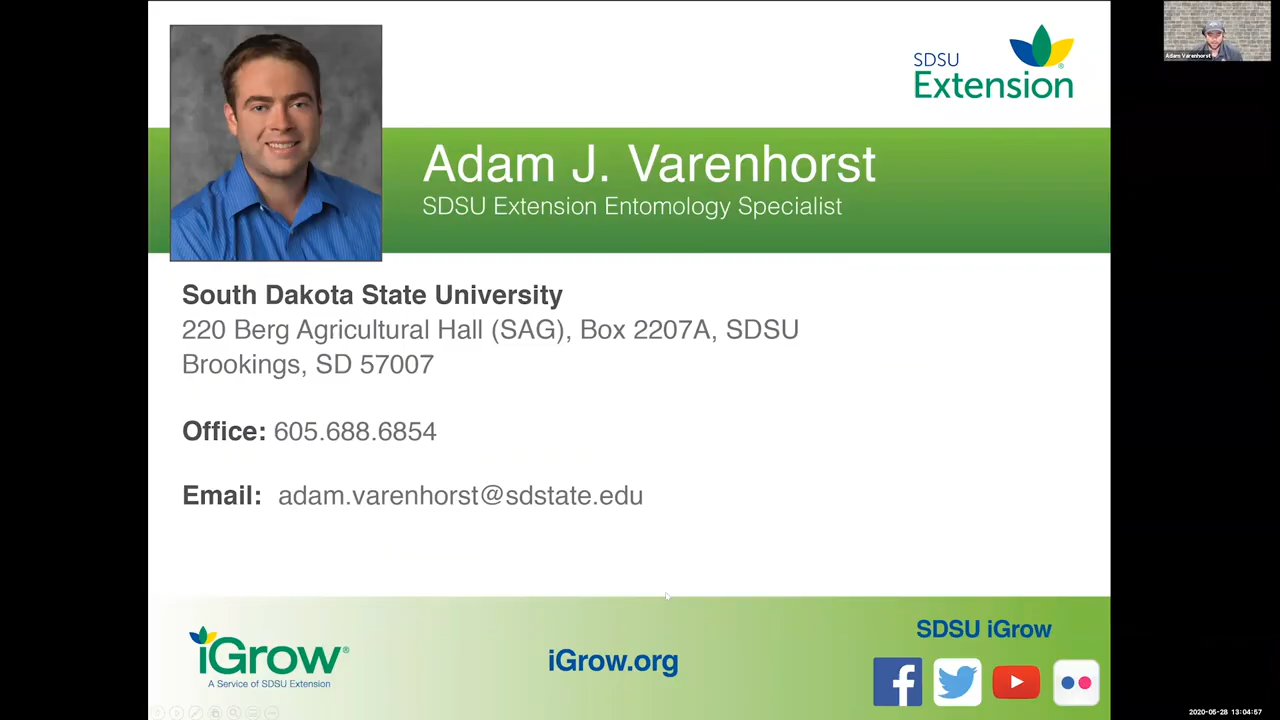 SDSU
Extension
Adam Varenhorst
Adam J. Varenhorst
SDSU Extension Entomology Specialist
South Dakota State University
220 Berg Agricultural Hall (SAG), Box 2207A, SDSU
Brookings, SD 57007
Office: 605.688.6854
Email: adam.varenhorst@sdstate.edu
iGrow®
A Service of SDSU Extension
iGrow.org
SDSU iGrow
2020-05-28 13:04:57